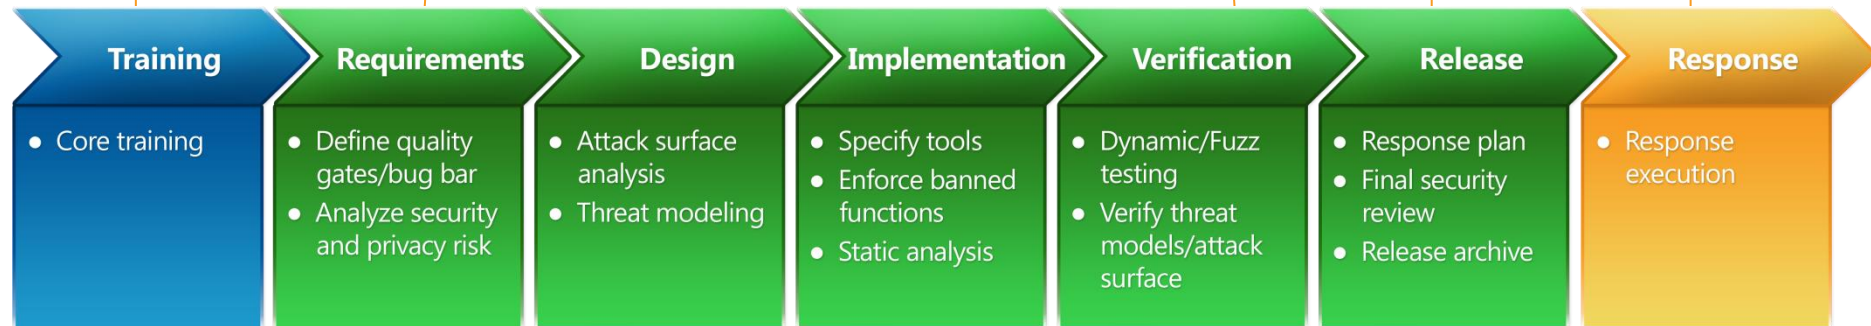 Training
• Core training
Requirements
• Define quality
gates/bug bar
• Analyze security
and privacy risk
Design
• Attack surface
analysis
• Threat modeling
Implementation
• Specify tools
• Enforce banned
functions
• Static analysis
Verification
• Dynamic/Fuzz
testing
• Verify threat
models/attack
surface
Release
• Response plan
• Final security
review
• Release archive
Response
• Response
execution